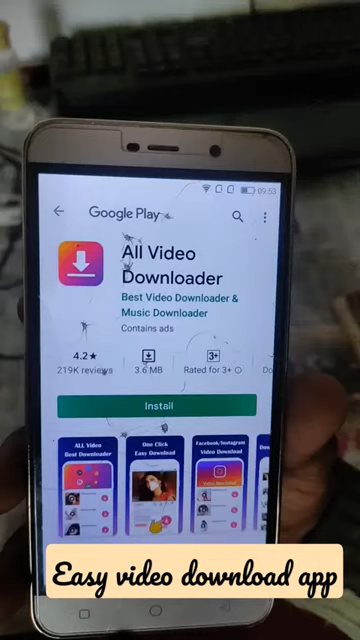 09:53
Google Play
All Video
Downloader
Best Video Downloader &
Music Downloader
Contains ads
4.2★
219K reviews
3.6 MB
3+
Rated for 3+
Do
Install
ALL Video
Best Downloader
One Click
Easy Download
Facebook/Instagram
Video Download
Easy video download app